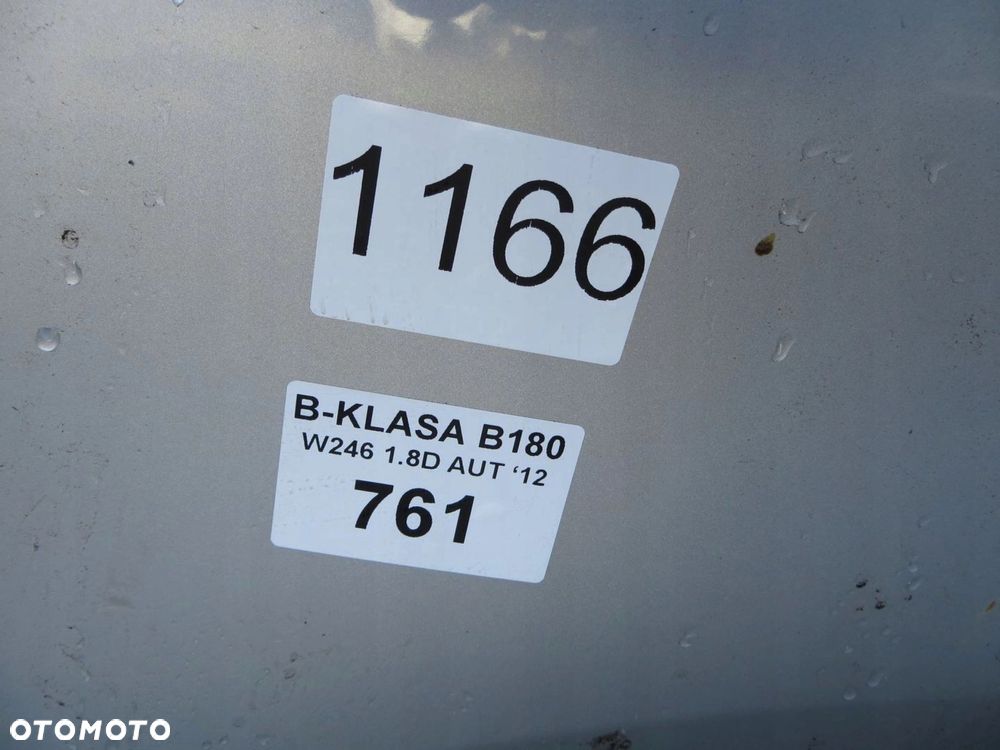 1166
B-KLASA B180
W246 1.8D AUT ‘12
761
OTOMOTO